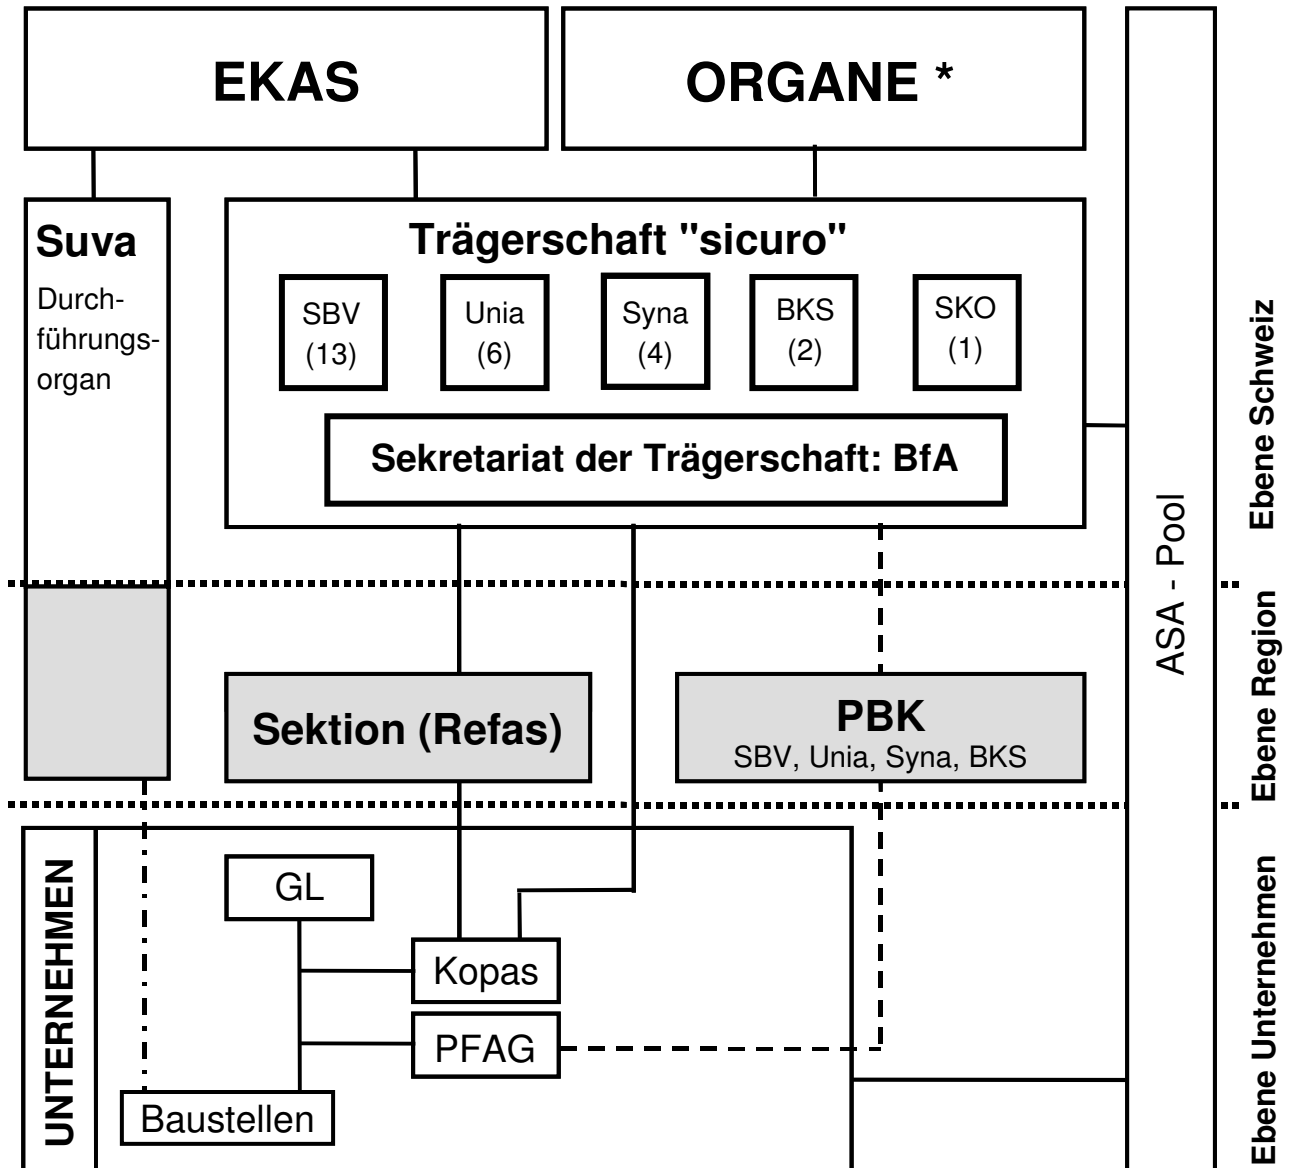 EKAS
ORGANE *
Suva
Durch-
führungs-
organ
Trägerschaft "sicuro"
SBV
(13)
Unia
(6)
Syna
(4)
BKS
(2)
SKO
(1)
Sekretariat der Trägerschaft: BfA
ASA - Pool
Ebene Schweiz
Sektion (Refas)
PBK
SBV, Unia, Syna, BKS
Ebene Region
UNTERNEHMEN
GL
Kopas
PFAG
Baustellen
Ebene Unternehmen